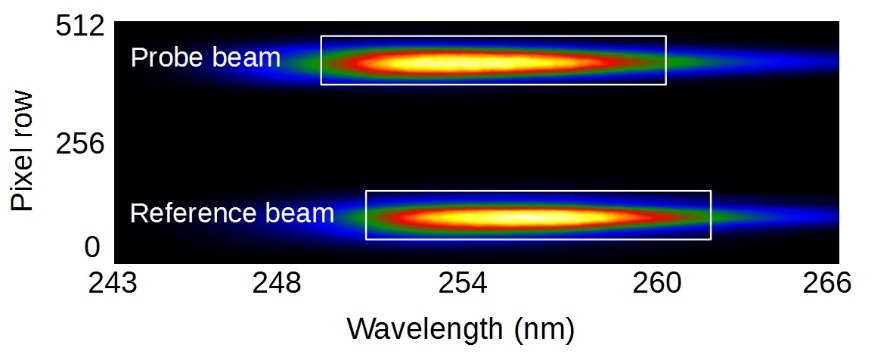 512
Probe beam
256
Pixel row
Reference beam
0
243 248 254 260 266
Wavelength (nm)